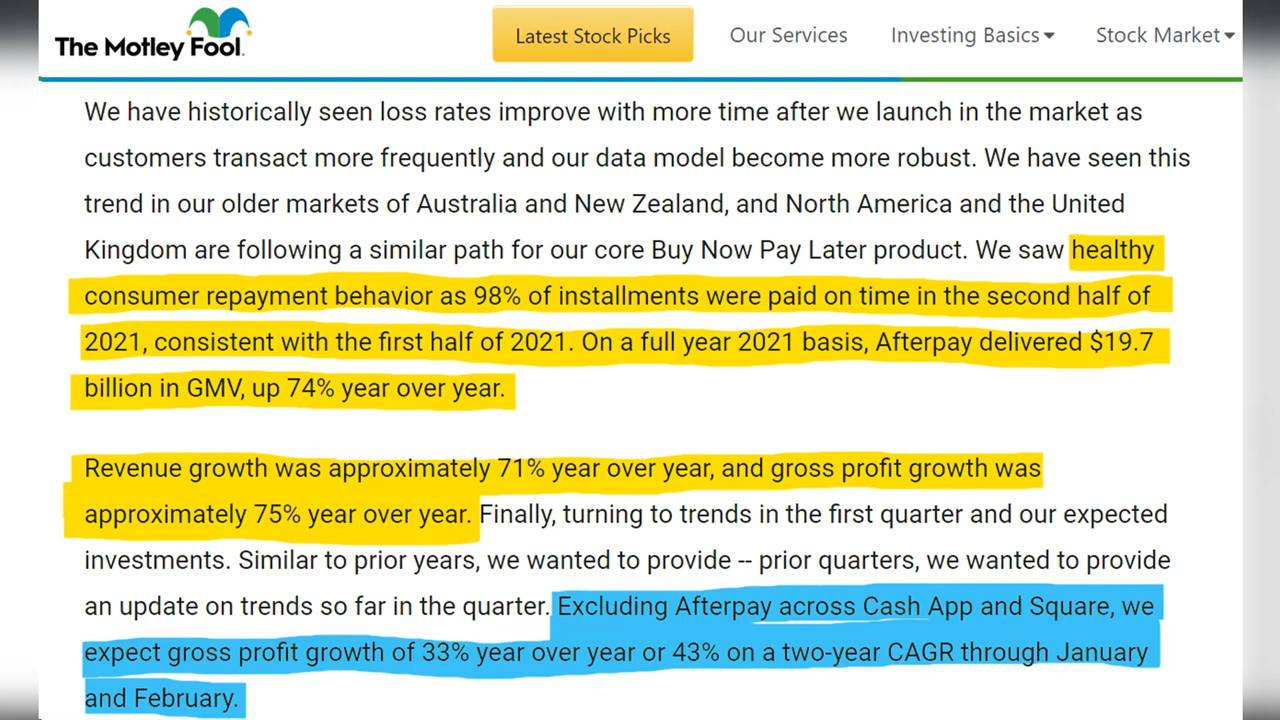 The Motley Fool.
Latest Stock Picks
Our Services
Investing Basics
Stock Market
We have historically seen loss rates improve with more time after we launch in the market as
customers transact more frequently and our data model become more robust. We have seen this
trend in our older markets of Australia and New Zealand, and North America and the United
Kingdom are following a similar path for our core Buy Now Pay Later product. We saw healthy
consumer repayment behavior as 98% of installments were paid on time in the second half of
2021, consistent with the first half of 2021. On a full year 2021 basis, Afterpay delivered $19.7
billion in GMV, up 74% year over year.
Revenue growth was approximately 71% year over year, and gross profit growth was
approximately 75% year over year. Finally, turning to trends in the first quarter and our expected
investments. Similar to prior years, we wanted to provide -- prior quarters, we wanted to provide
an update on trends so far in the quarter. Excluding Afterpay across Cash App and Square, we
expect gross profit growth of 33% year over year or 43% on a two-year CAGR through January
and February.